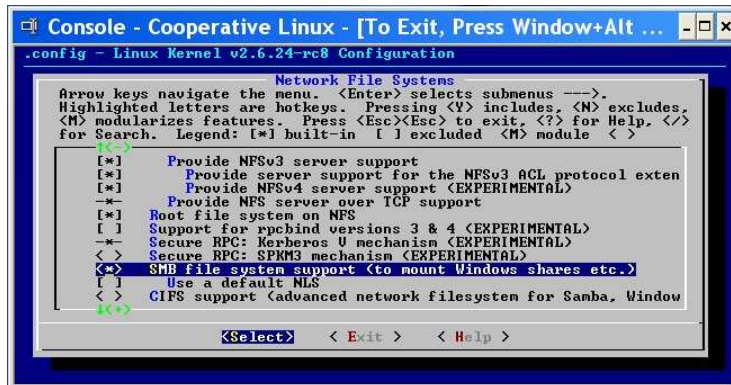 Console - Cooperative Linux - [To Exit, Press Window+Alt ...
.config - Linux Kernel v2.6.24-rc8 Configuration
Network File Systems
Arrow keys navigate the menu. <Enter> selects submenus --->.
Highlighted letters are hotkeys. Pressing <Y> includes, <N> excludes,
<M> modularizes features. Press <Esc><Esc> to exit, <?> for Help, </>
for Search. Legend: [*] built-in [ ] excluded <M> module < >
↑(-)
[*] Provide NFSv3 server support
[*] Provide server support for the NFSv3 ACL protocol exten
[*] Provide NFSv4 server support (EXPERIMENTAL)
-*- Provide NFS server over TCP support
[*] Root file system on NFS
[ ] Support for rpcbind versions 3 & 4 (EXPERIMENTAL)
-*- Secure RPC: Kerberos V mechanism (EXPERIMENTAL)
< > Secure RPC: SPKM3 mechanism (EXPERIMENTAL)
<*> SMB file system support (to mount Windows shares etc.)
[ ] Use a default NLS
< > CIFS support (advanced network filesystem for Samba, Window
↓(+)
<Select> < Exit > < Help >